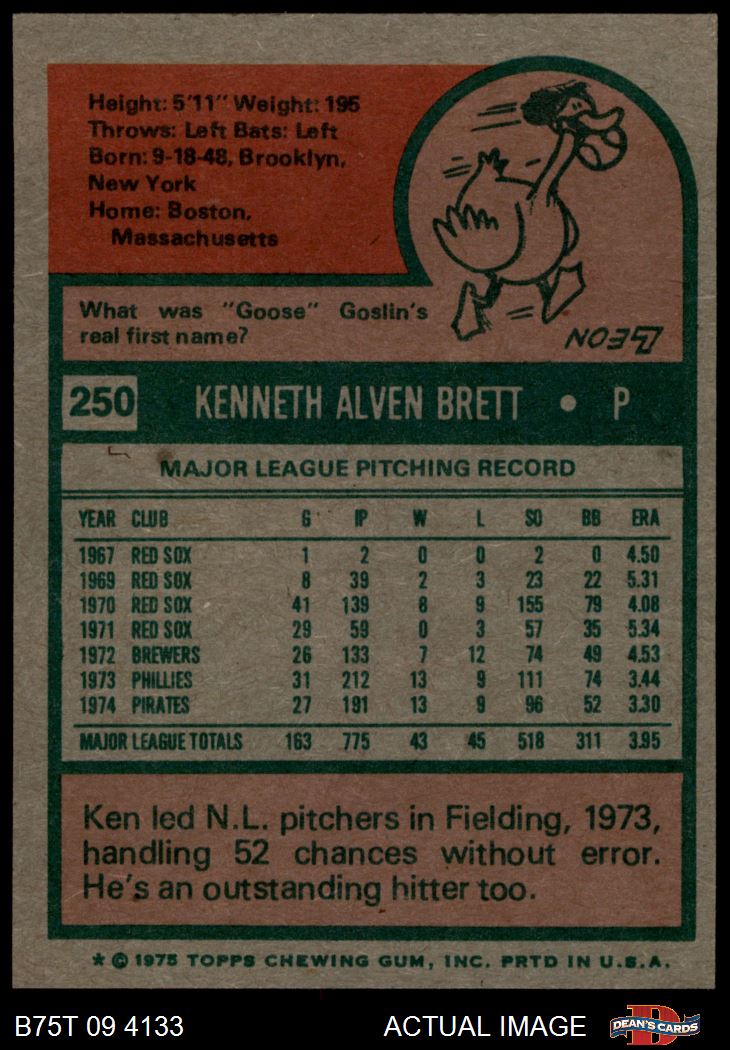 Height: 5'11" Weight: 195
Throws: Left Bats: Left
Born: 9-18-48, Brooklyn,
New York
Home: Boston,
Massachusetts
What was "Goose" Goslin's
real first name?
LEON
250 KENNETH ALVEN BRETT • P
MAJOR LEAGUE PITCHING RECORD
YEAR CLUB G IP W L SO BB ERA
1967 RED SOX 1 2 0 0 2 0 4.50
1969 RED SOX 8 39 2 3 23 22 5.31
1970 RED SOX 41 139 8 9 155 79 4.08
1971 RED SOX 29 59 0 3 57 35 5.34
1972 BREWERS 26 133 7 12 74 49 4.53
1973 PHILLIES 31 212 13 9 111 74 3.44
1974 PIRATES 27 191 13 9 96 52 3.30
MAJOR LEAGUE TOTALS 163 775 43 45 518 311 3.95
Ken led N.L. pitchers in Fielding, 1973,
handling 52 chances without error.
He's an outstanding hitter too.
* © 1975 TOPPS CHEWING GUM, INC. PRTD IN U.S.A.
B75T 09 4133 ACTUAL IMAGE D DEAN'S CARDS